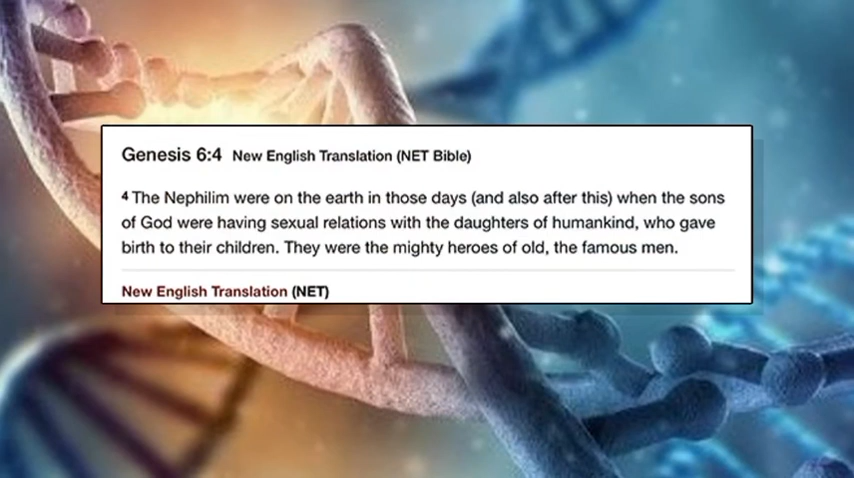 Genesis 6:4 New English Translation (NET Bible)
4 The Nephilim were on the earth in those days (and also after this) when the sons
of God were having sexual relations with the daughters of humankind, who gave
birth to their children. They were the mighty heroes of old, the famous men.
New English Translation (NET)